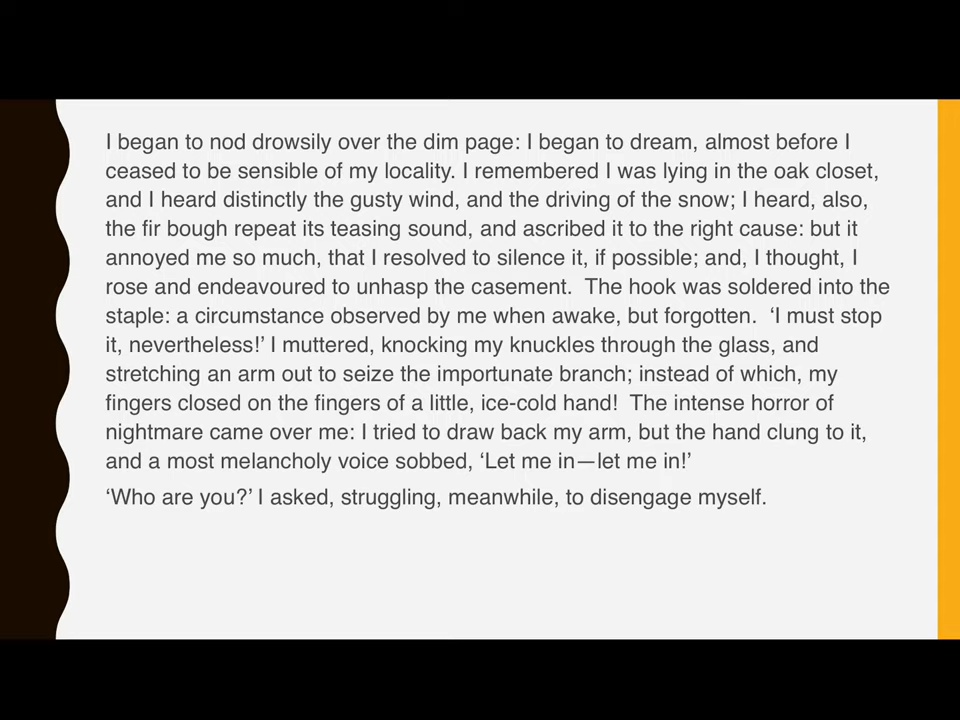 I began to nod drowsily over the dim page: I began to dream, almost before I
ceased to be sensible of my locality. I remembered I was lying in the oak closet,
and I heard distinctly the gusty wind, and the driving of the snow; I heard, also,
the fir bough repeat its teasing sound, and ascribed it to the right cause: but it
annoyed me so much, that I resolved to silence it, if possible; and, I thought, I
rose and endeavoured to unhasp the casement.  The hook was soldered into the
staple: a circumstance observed by me when awake, but forgotten.  ‘I must stop
it, nevertheless!’ I muttered, knocking my knuckles through the glass, and
stretching an arm out to seize the importunate branch; instead of which, my
fingers closed on the fingers of a little, ice-cold hand!  The intense horror of
nightmare came over me: I tried to draw back my arm, but the hand clung to it,
and a most melancholy voice sobbed, ‘Let me in—let me in!’
‘Who are you?’ I asked, struggling, meanwhile, to disengage myself.